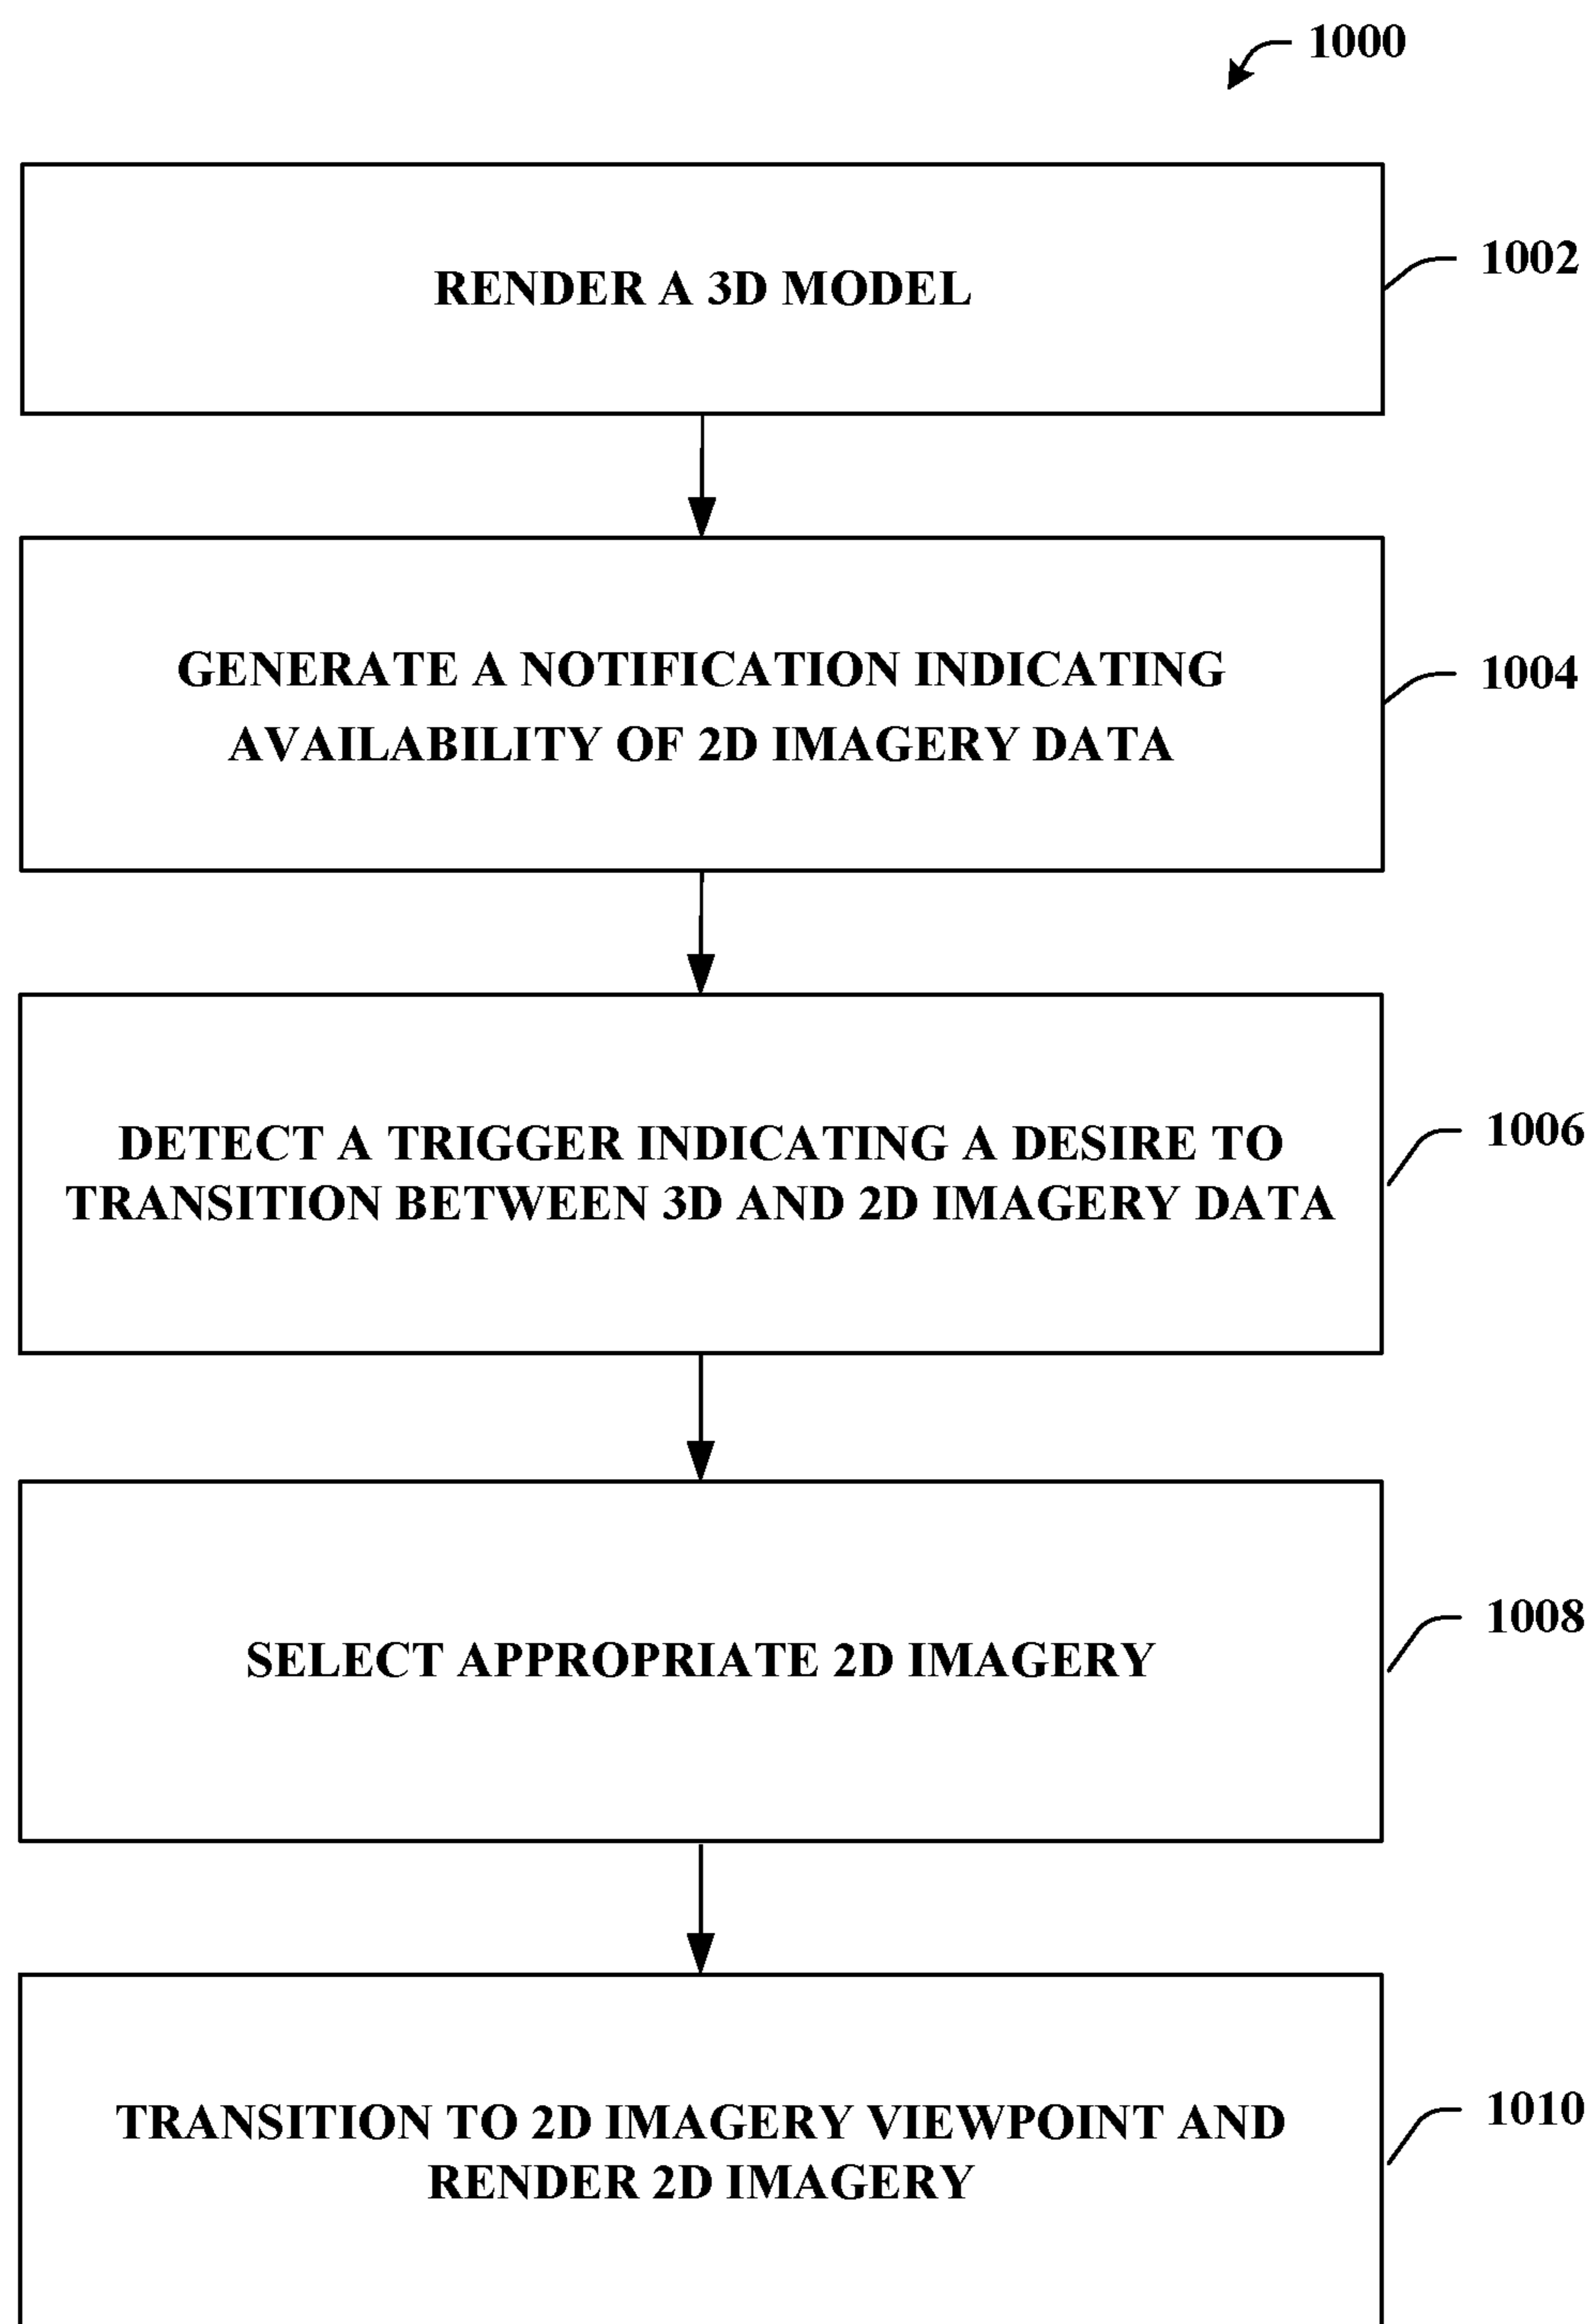 1000
RENDER A 3D MODEL
1002
GENERATE A NOTIFICATION INDICATING
AVAILABILITY OF 2D IMAGERY DATA
1004
DETECT A TRIGGER INDICATING A DESIRE TO
TRANSITION BETWEEN 3D AND 2D IMAGERY DATA
1006
SELECT APPROPRIATE 2D IMAGERY
1008
TRANSITION TO 2D IMAGERY VIEWPOINT AND
RENDER 2D IMAGERY
1010